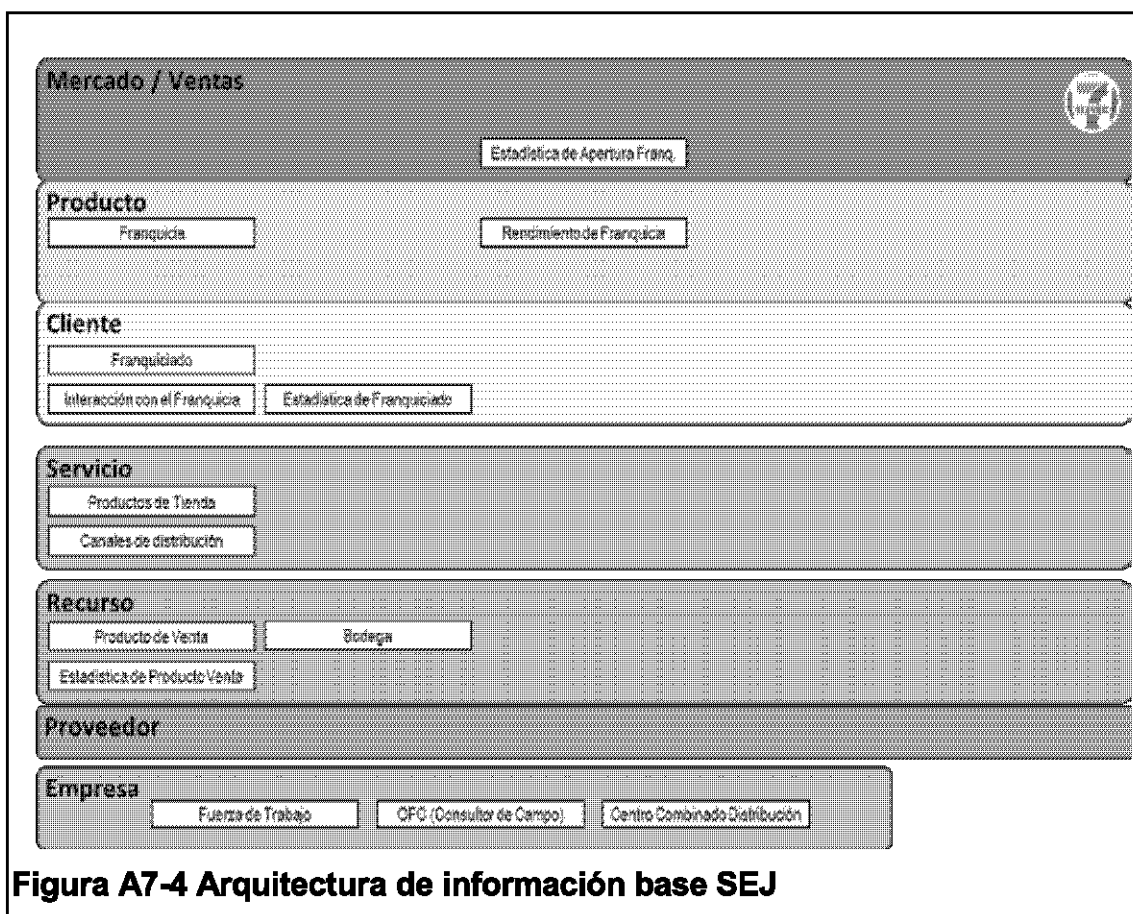 Mercado / Ventas
Estadística de Apertura Franq.
Producto
Franquicia
Rendimiento de Franquicia
Cliente
Franquiciado
Interacción con el Franquicia
Estadística de Franquiciado
Servicio
Productos de Tienda
Canales de distribución
Recurso
Producto de Venta
Bodega
Estadística de Producto Venta
Proveedor
Empresa
Fuerza de Trabajo
OFC (Consultor de Campo)
Centro Combinado Distribución
Figura A7-4 Arquitectura de información base SEJ